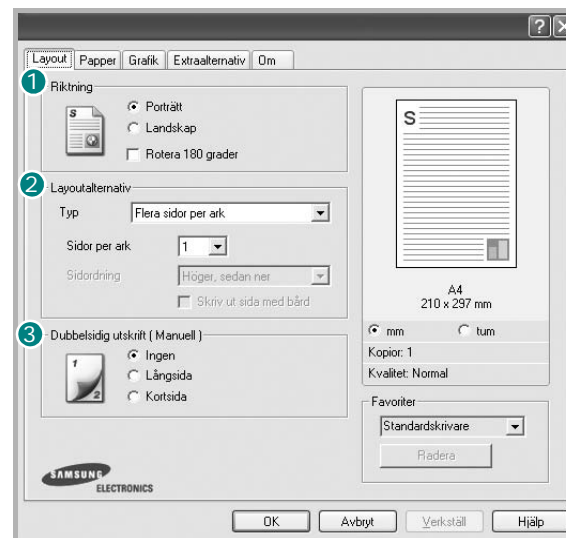 Layout Papper Grafik Extraalternativ Om
1 Riktning
S
Porträtt
Landskap
Rotera 180 grader
2 Layoutalternativ
Typ Flera sidor per ark
Sidor per ark 1
Sidordning Höger, sedan ner
Skriv ut sida med bård
3 Dubbelsidig utskrift ( Manuell )
1
2
Ingen
Långsida
Kortsida
SAMSUNG
ELECTRONICS
S
A4
210 x 297 mm
mm tum
Kopior: 1
Kvalitet: Normal
Favoriter
Standardskrivare
Radera
OK Avbryt Verkställ Hjälp